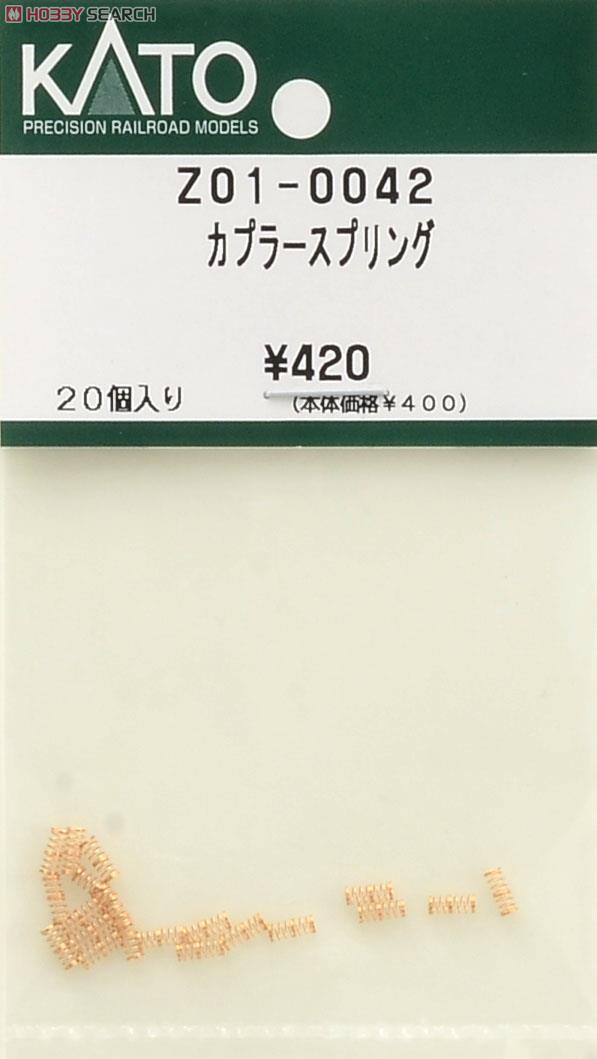 HOBBY SEARCH
KATO
PRECISION RAILROAD MODELS
Z01-0042
カプラースプリング
¥420
20個入り
(本体価格¥400)